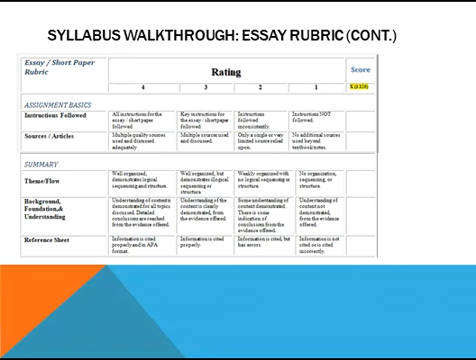 SYLLABUS WALKTHROUGH: ESSAY RUBRIC (CONT.)
Essay / Short Paper
Rubric
Rating
Score
4 3 2 1
ASSIGNMENT BASICS
Instructions Followed
All instructions for
the essay / short paper
followed
Key instructions for
the essay / short paper
followed
Instructions
followed
inconsistently.
Instructions NOT
followed.
Sources / Articles
Multiple quality sources
used and discussed
adequately
Multiple sources used
and discussed.
Only a single or very
limited source relied
upon.
No additional sources
used beyond
textbook/notes.
SUMMARY
Theme/Flow
Well organized,
demonstrates logical
sequencing and structure.
Well organized, but
demonstrates illogical
sequencing or
structure.
Weakly organized with
no logical sequencing or
structure
No organization,
sequencing, or
structure
Background,
Foundation,&
Understanding
Understanding of content is
demonstrated for all topics
discussed. Detailed
conclusions are reached
from the evidence offered.
Understanding of the
content is clearly
demonstrated, from
the evidence offered.
Some understanding of
content demonstrated.
There is some
indication of
conclusions from the
evidence offered.
Understanding of
content not
demonstrated,
from the evidence
offered.
Reference Sheet
Information is cited
properly and in APA
format.
Information is cited
properly.
Information is cited, but
has errors.
Information is not
cited or is cited
incorrectly.